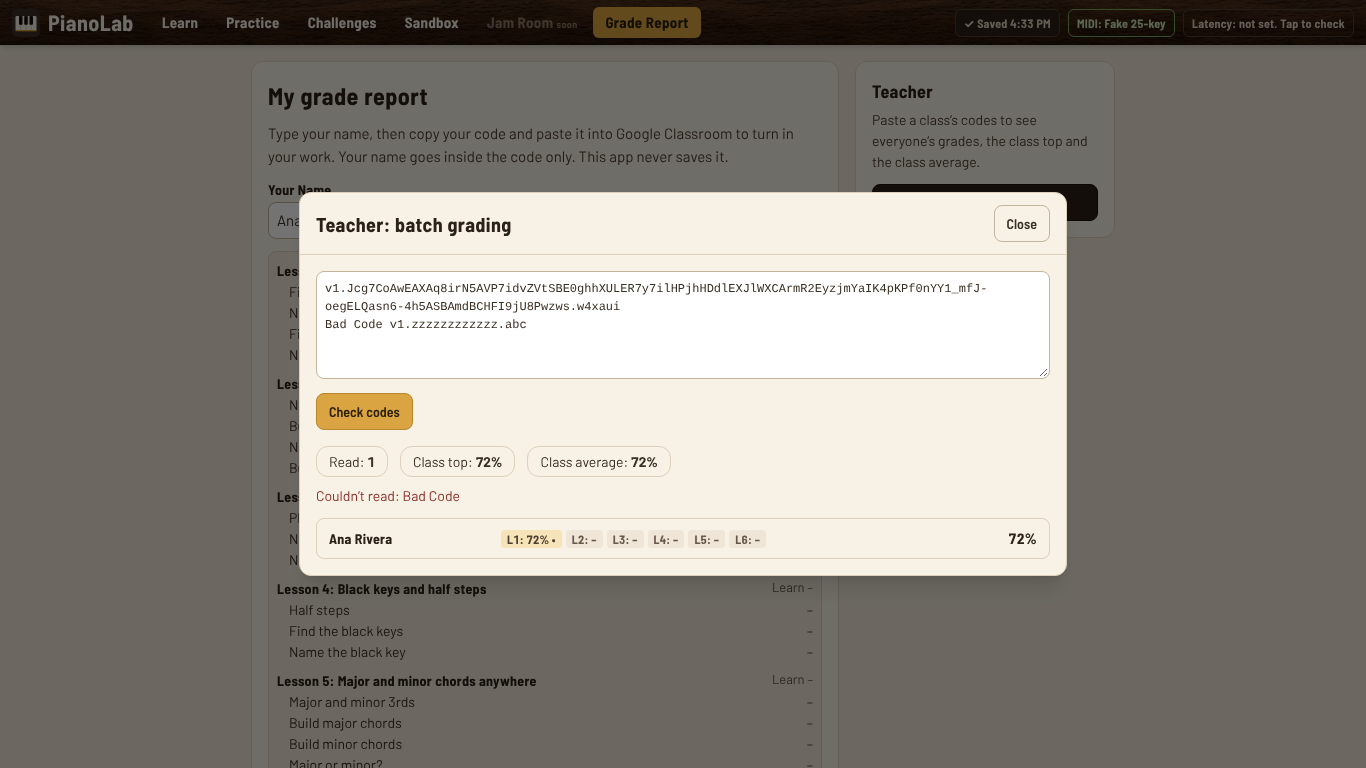 PianoLab Learn Practice Challenges Sandbox Jam Room soon Grade Report ✓ Saved 4:33 PM MIDI: Fake 25-key Latency: not set. Tap to check
My grade report
Type your name, then copy your code and paste it into Google Classroom to turn in
your work. Your name goes inside the code only. This app never saves it.
Your Name
Teacher
Paste a class's codes to see
everyone's grades, the class top and
the class average.
Teacher: batch grading
Close
v1.Jcg7CoAwEAXAq8irN5AVP7idvZVtSBE0ghhXULER7y7ilHPjhHDdlEXJlWXCArmR2EyzjmYaIK4pKPf0nYY1_mfJ-
oegELQasn6-4h5ASBAmdBCHFI9jU8Pwzws.w4xaui
Bad Code v1.zzzzzzzzzzzz.abc
Check codes
Read: 1 Class top: 72% Class average: 72%
Couldn't read: Bad Code
Ana Rivera L1: 72% • L2: – L3: – L4: – L5: – L6: – 72%
Lesson 4: Black keys and half steps Learn –
Half steps –
Find the black keys –
Name the black key –
Lesson 5: Major and minor chords anywhere Learn –
Major and minor 3rds –
Build major chords –
Build minor chords –
Major or minor? –